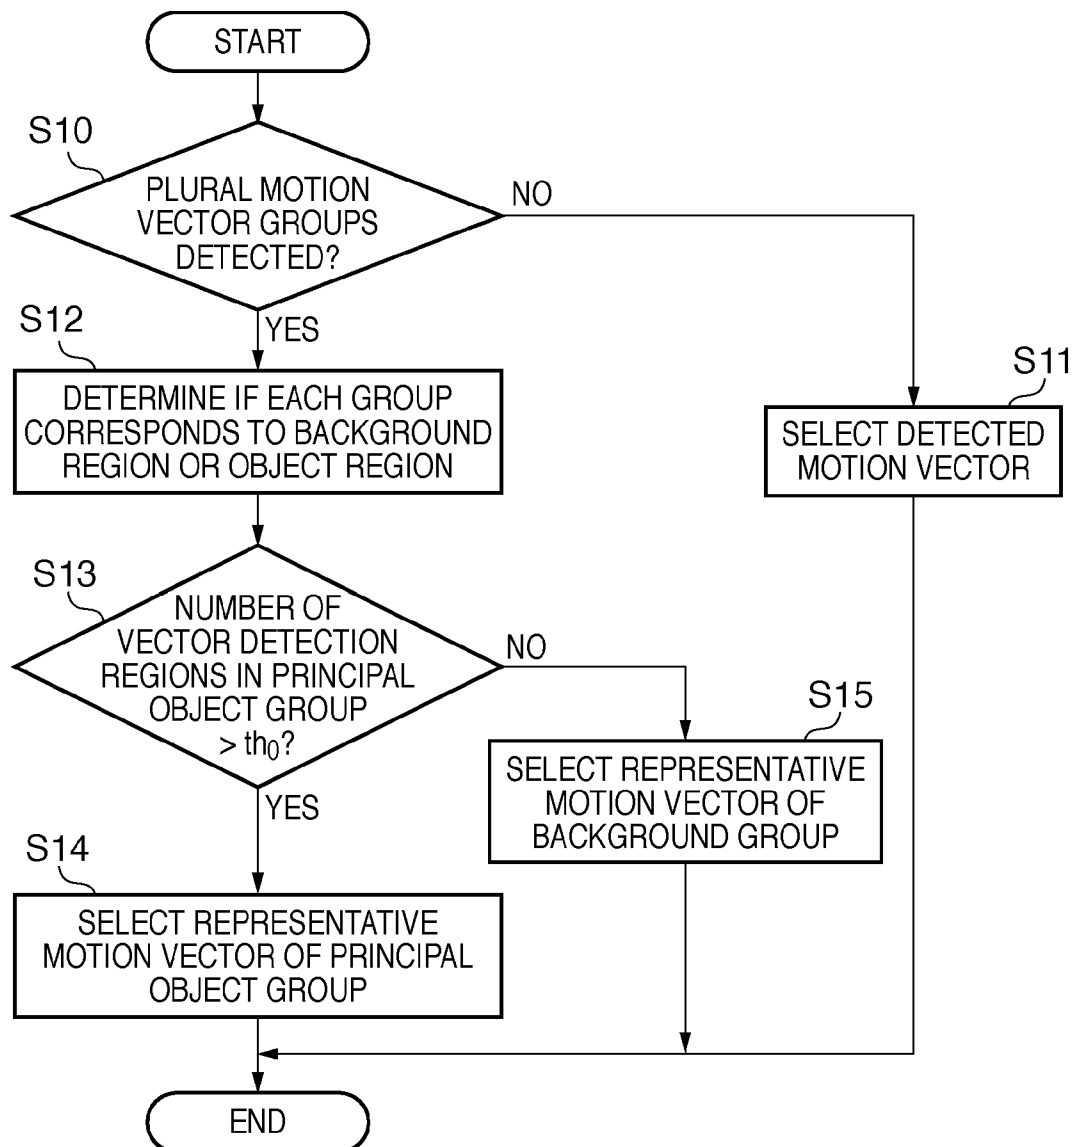 START
S10
PLURAL MOTION
VECTOR GROUPS
DETECTED?
NO
YES
S12
DETERMINE IF EACH GROUP
CORRESPONDS TO BACKGROUND
REGION OR OBJECT REGION
S11
SELECT DETECTED
MOTION VECTOR
S13
NUMBER OF
VECTOR DETECTION
REGIONS IN PRINCIPAL
OBJECT GROUP
> th₀?
NO
YES
S15
SELECT REPRESENTATIVE
MOTION VECTOR OF
BACKGROUND GROUP
S14
SELECT REPRESENTATIVE
MOTION VECTOR OF PRINCIPAL
OBJECT GROUP
END